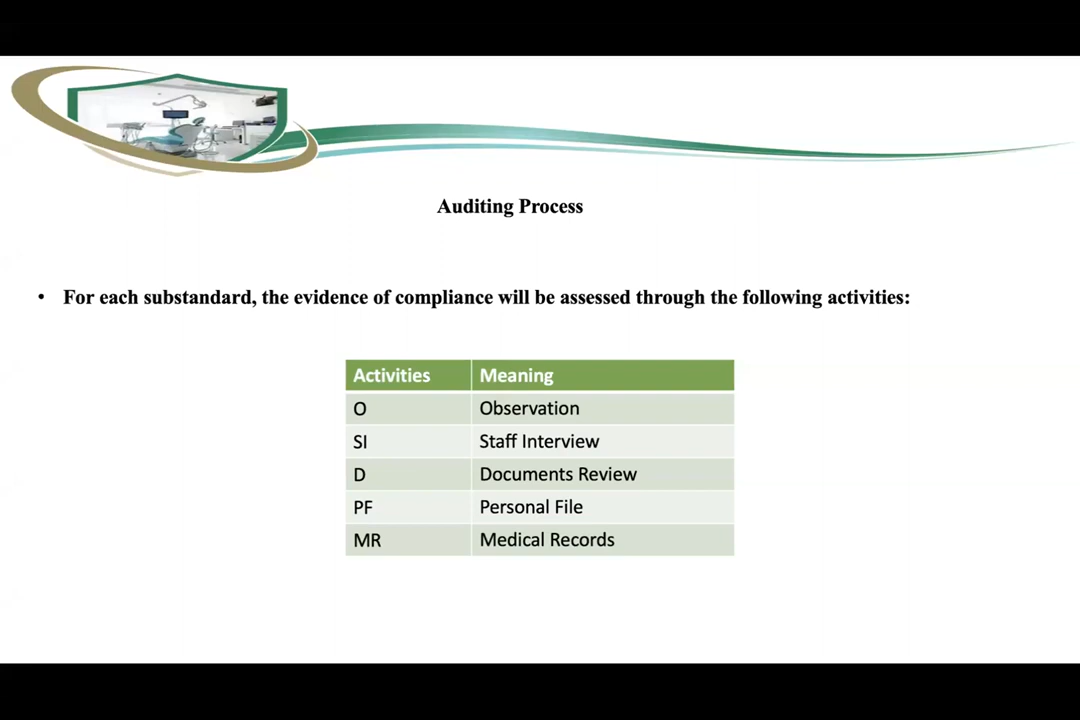 Auditing Process
• For each substandard, the evidence of compliance will be assessed through the following activities:
Activities Meaning
O Observation
SI Staff Interview
D Documents Review
PF Personal File
MR Medical Records